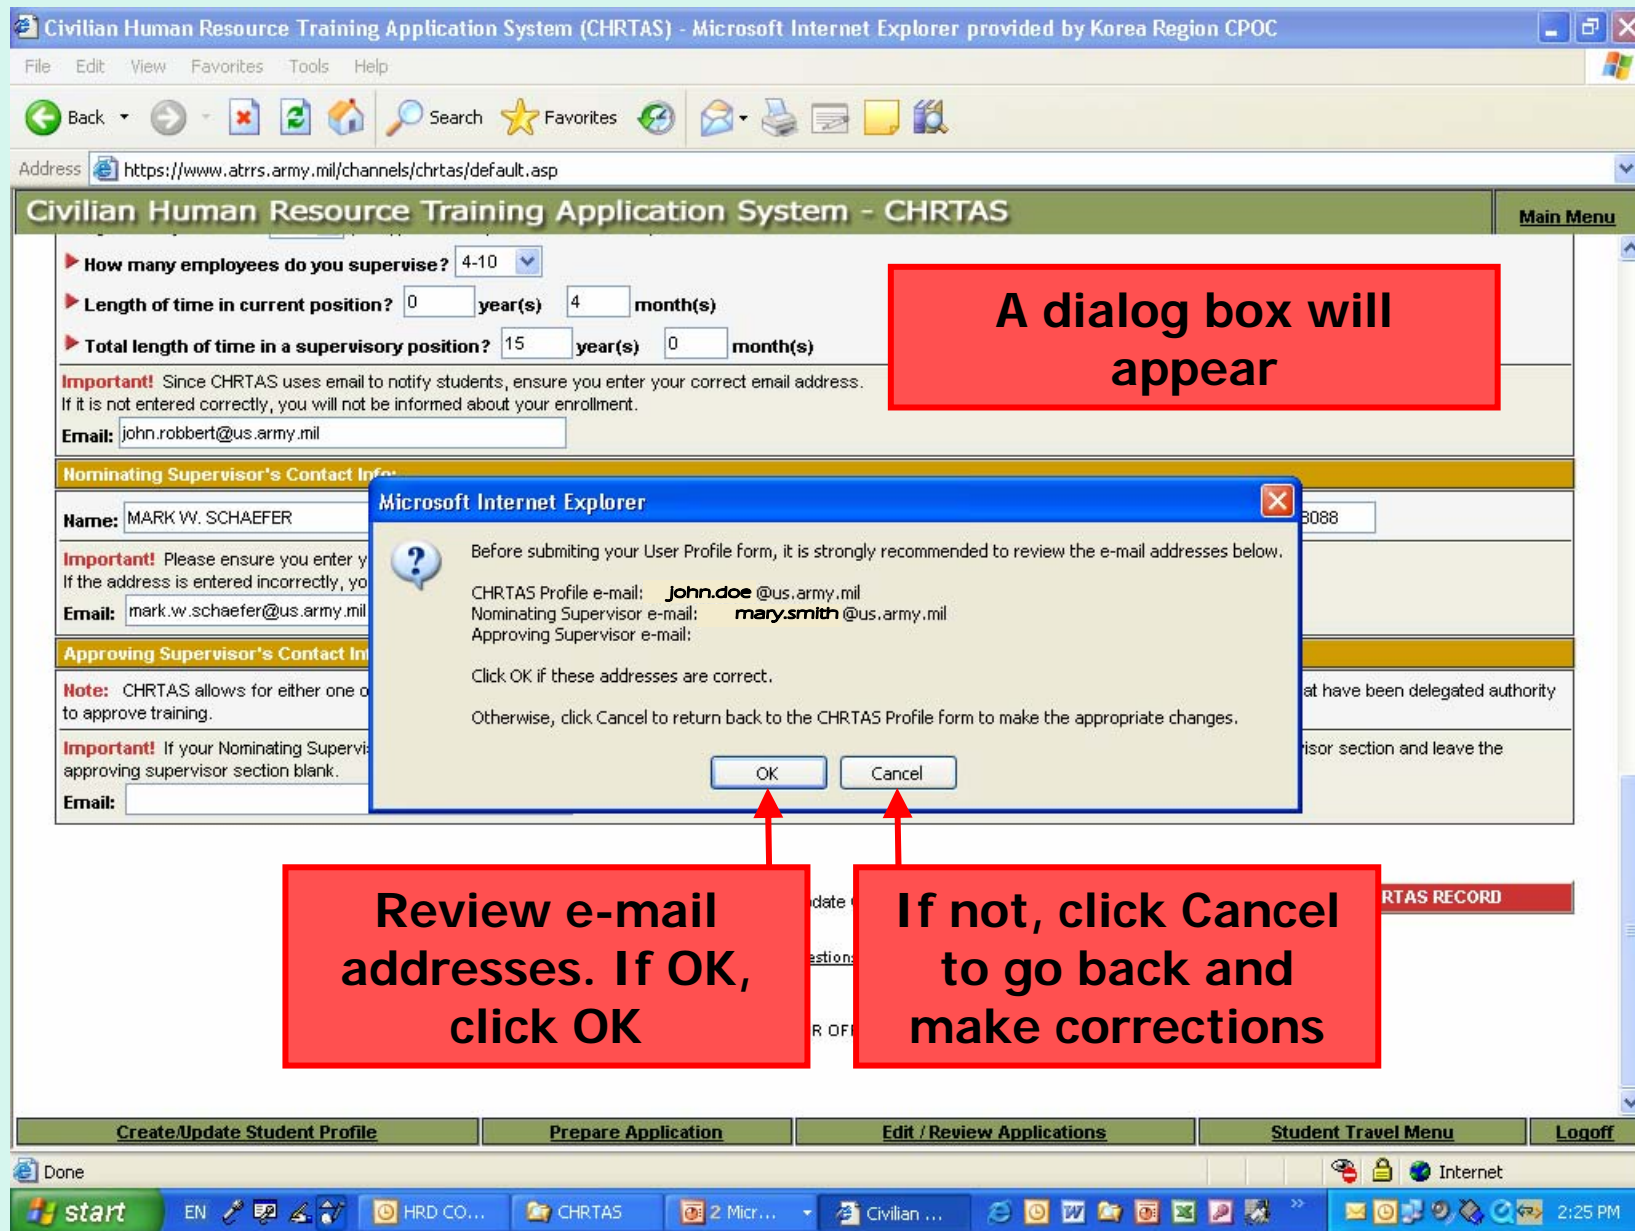 Civilian Human Resource Training Application System (CHRTAS) - Microsoft Internet Explorer provided by Korea Region CPOC
File Edit View Favorites Tools Help
Back Search Favorites
Address https://www.atrrs.army.mil/channels/chrtas/default.asp
Civilian Human Resource Training Application System - CHRTAS
Main Menu
How many employees do you supervise? 4-10
Length of time in current position? 0 year(s) 4 month(s)
Total length of time in a supervisory position? 15 year(s) 0 month(s)
A dialog box will
appear
Important! Since CHRTAS uses email to notify students, ensure you enter your correct email address.
If it is not entered correctly, you will not be informed about your enrollment.
Email: john.robbert@us.army.mil
Nominating Supervisor's Contact Info:
Name: MARK W. SCHAEFER
8088
Important! Please ensure you enter y
If the address is entered incorrectly, yo
Email: mark.w.schaefer@us.army.mil
Approving Supervisor's Contact In
Note: CHRTAS allows for either one o
at have been delegated authority
to approve training.
Important! If your Nominating Supervi
isor section and leave the
approving supervisor section blank.
Email:
Microsoft Internet Explorer
Before submiting your User Profile form, it is strongly recommended to review the e-mail addresses below.
CHRTAS Profile e-mail: john.doe @us.army.mil
Nominating Supervisor e-mail: mary.smith @us.army.mil
Approving Supervisor e-mail:
Click OK if these addresses are correct.
Otherwise, click Cancel to return back to the CHRTAS Profile form to make the appropriate changes.
OK Cancel
Review e-mail
addresses. If OK,
click OK
If not, click Cancel
to go back and
make corrections
date
RTAS RECORD
estion
R OF
Create/Update Student Profile Prepare Application Edit / Review Applications Student Travel Menu Logoff
Done Internet
start EN HRD CO... CHRTAS 2 Micr... Civilian ... 2:25 PM